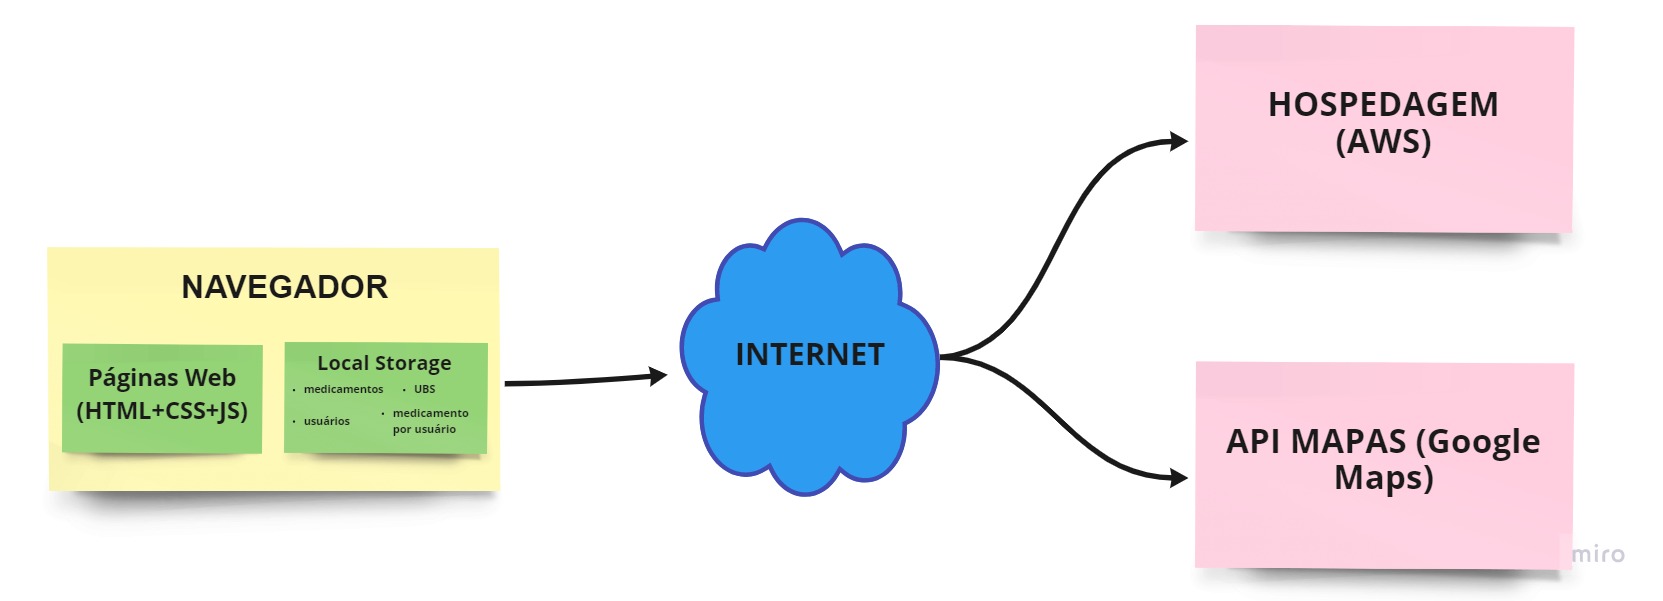 NAVEGADOR
Páginas Web
(HTML+CSS+JS)
Local Storage
• medicamentos
• UBS
• usuários
• medicamento
por usuário
INTERNET
HOSPEDAGEM
(AWS)
API MAPAS (Google
Maps)
miro